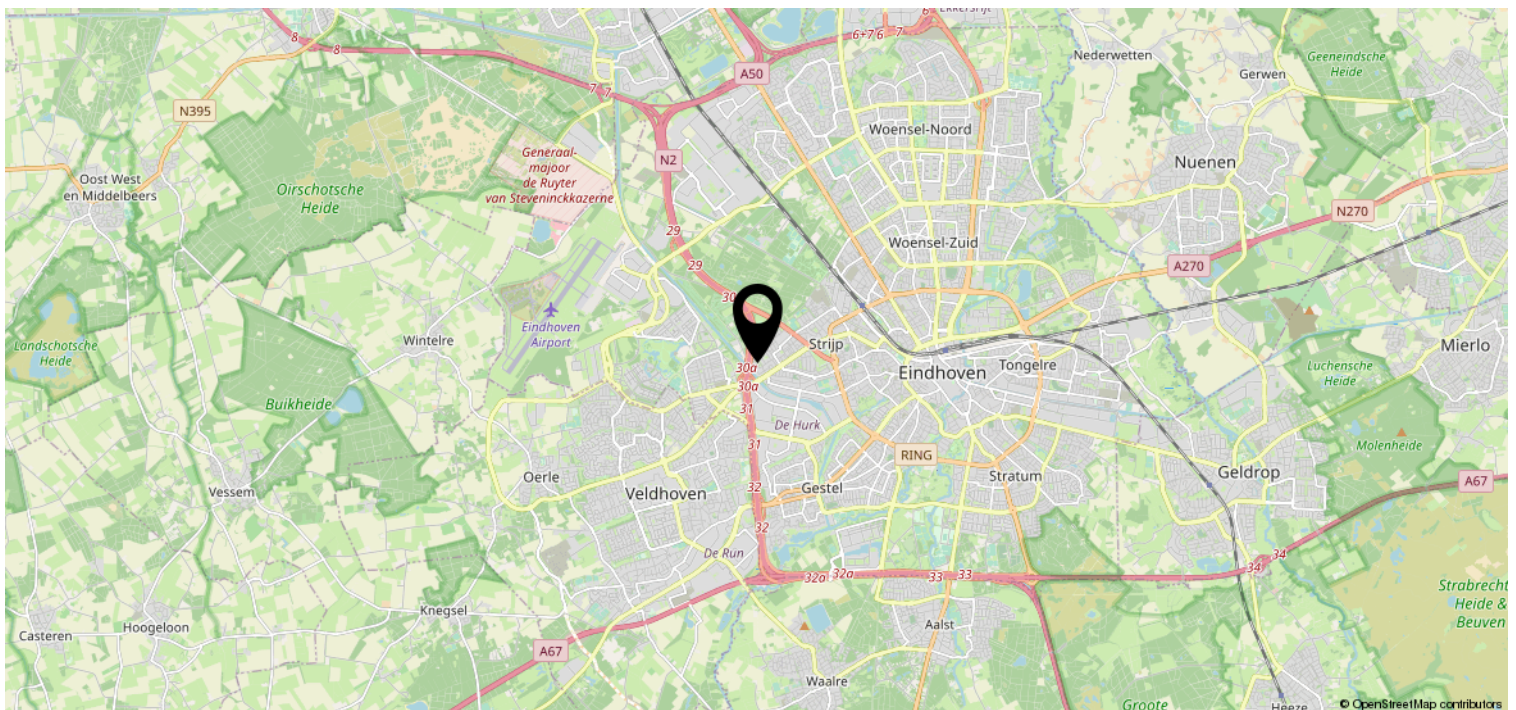 Ekkersrijt
6
8
8
6+7 6
7
Nederwetten
Geeneindsche
Heide
A50
Gerwen
7
7
N395
Woensel-Noord
Generaal-
majoor
de Ruyter
van Steveninckkazerne
N2
Nuenen
Oost West
en Middelbeers
Oirschotsche
Heide
N270
29
Woensel-Zuid
29
A270
30
Eindhoven
Airport
Landschotsche
Heide
Wintelre
Strijp
Mierlo
30a
Eindhoven
Tongelre
Luchensche
Heide
30a
Buikheide
31
De Hurk
31
Molenheide
RING
Oerle
Vessem
Veldhoven
32
Gestel
Stratum
Geldrop
A67
32
De Run
34
34
32a
32a
33
33
Strabrecht
Heide &
Beuven
Knegsel
Casteren
Hoogeloon
Aalst
A67
Waalre
Groote
Heeze
© OpenStreetMap contributors